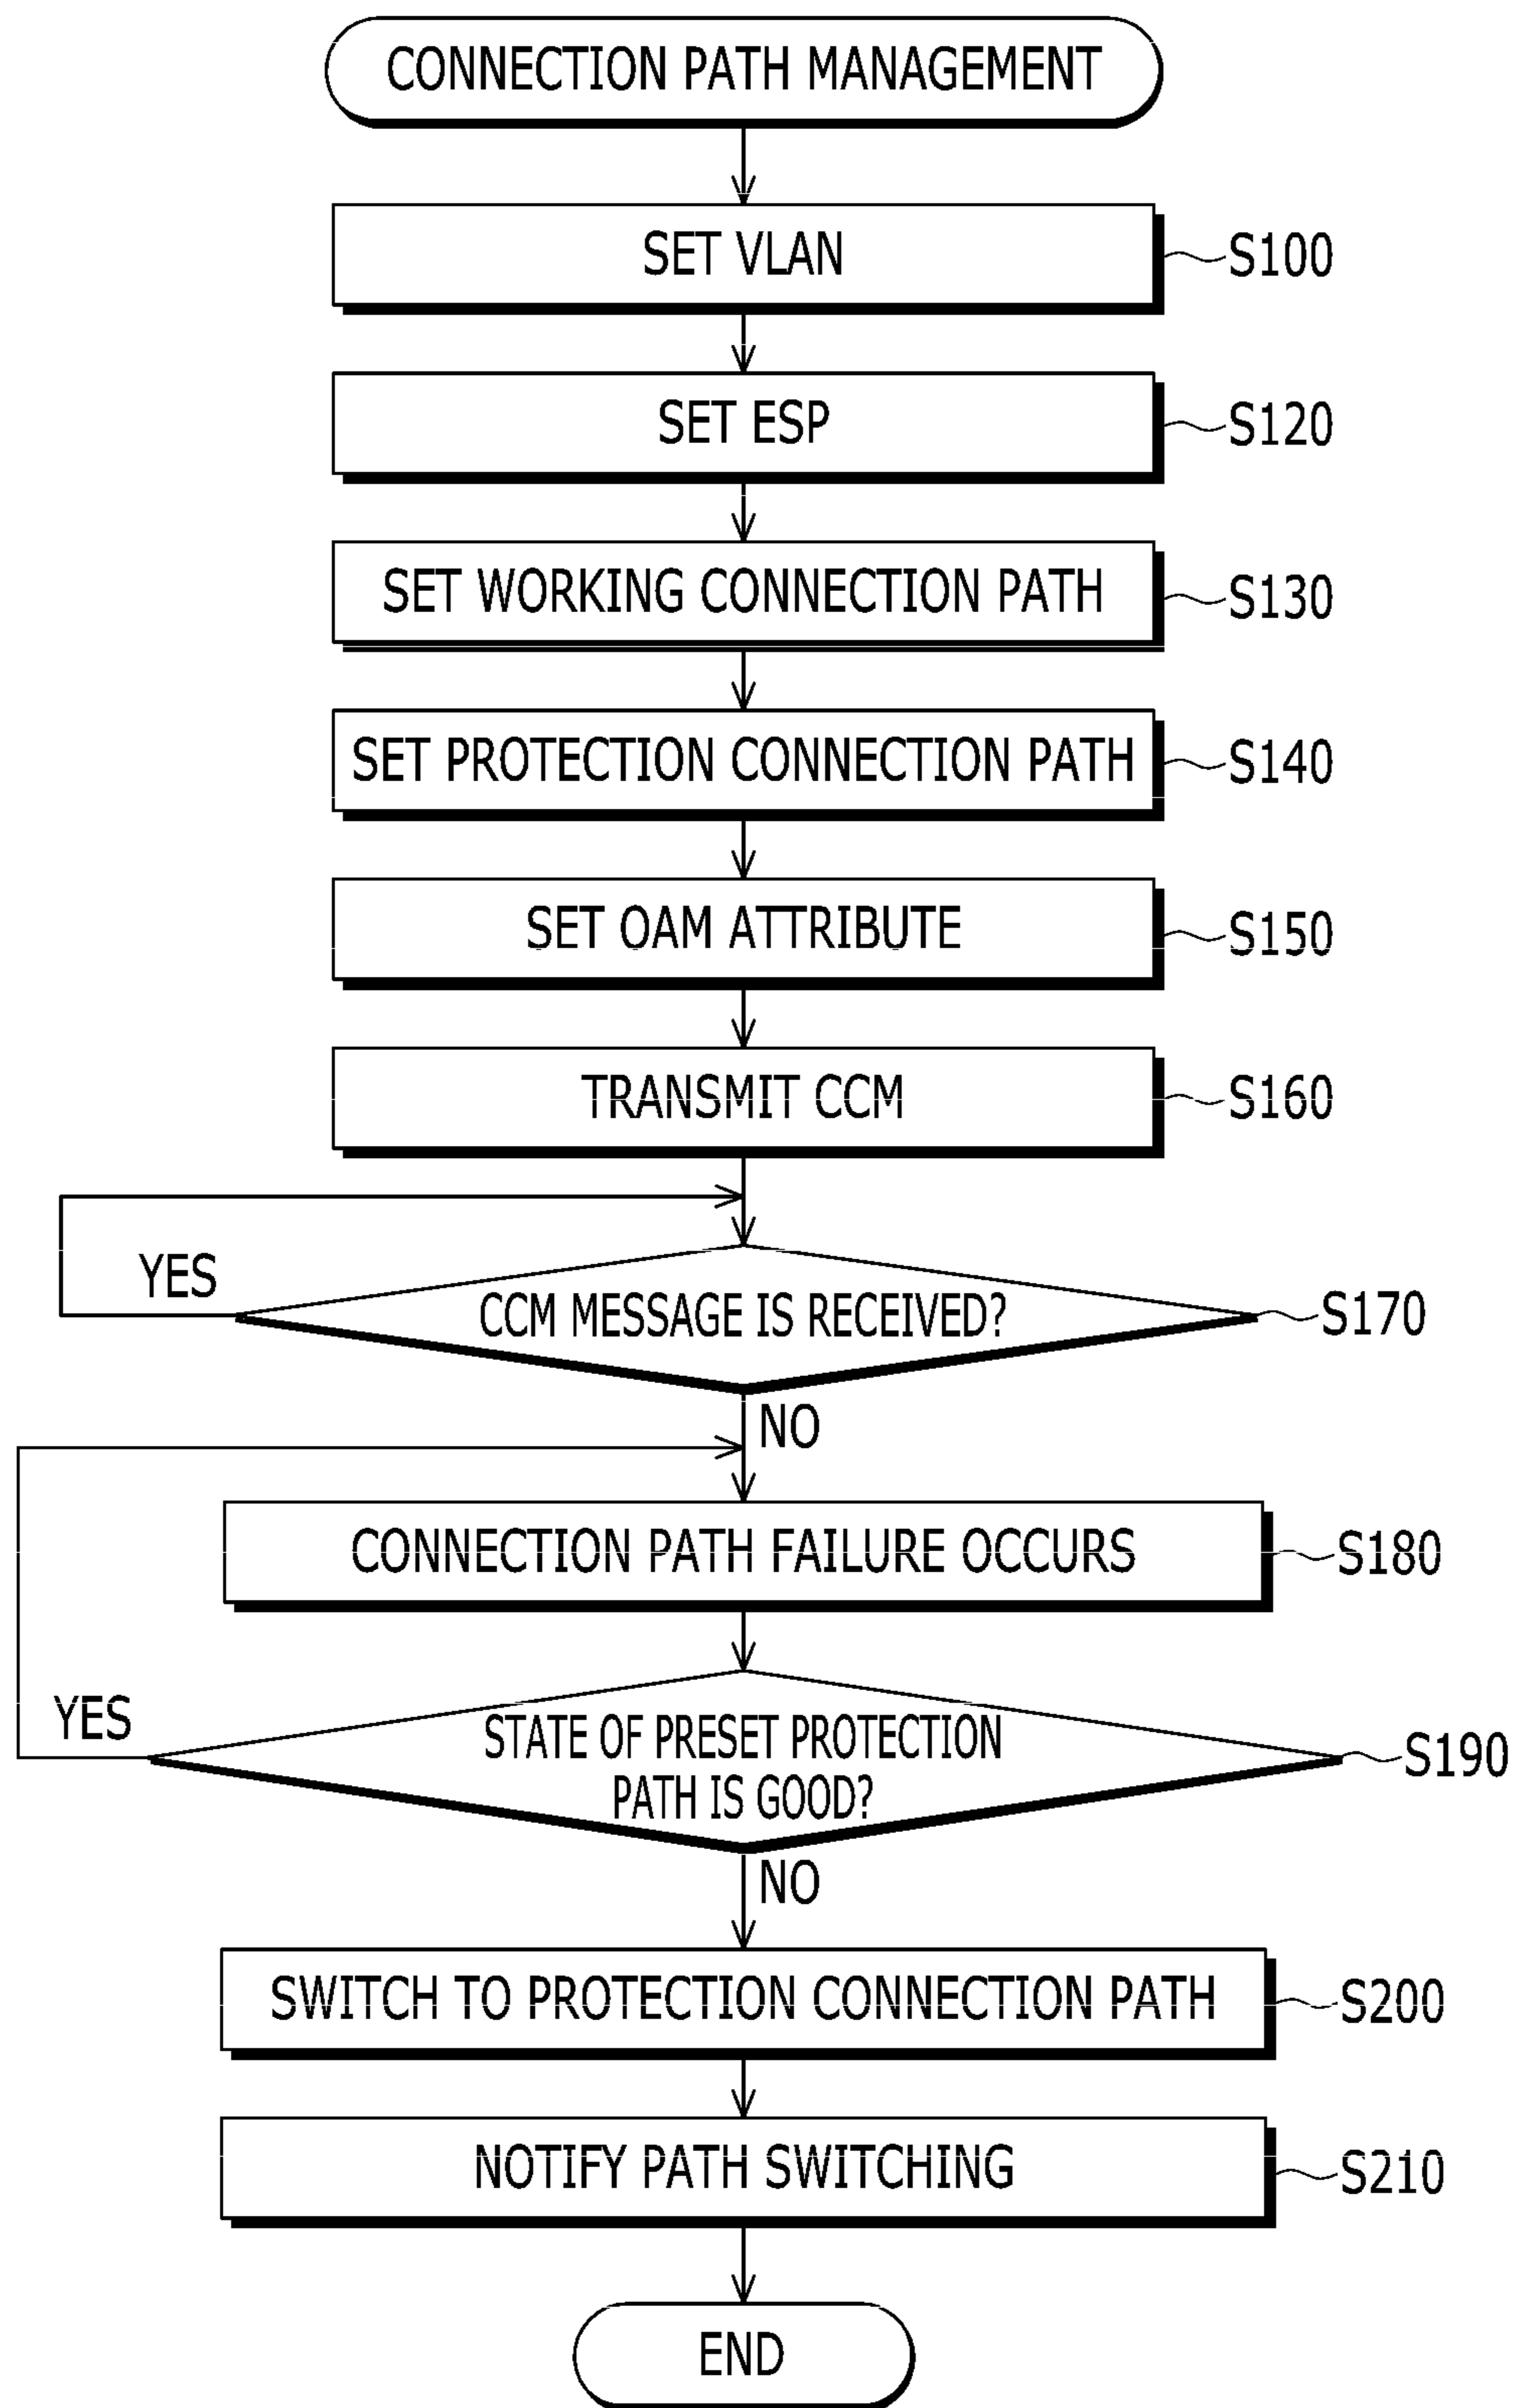 CONNECTION PATH MANAGEMENT
SET VLAN
S100
SET ESP
S120
SET WORKING CONNECTION PATH
S130
SET PROTECTION CONNECTION PATH
S140
SET OAM ATTRIBUTE
S150
TRANSMIT CCM
S160
YES
CCM MESSAGE IS RECEIVED?
S170
NO
CONNECTION PATH FAILURE OCCURS
S180
YES
STATE OF PRESET PROTECTION
PATH IS GOOD?
S190
NO
SWITCH TO PROTECTION CONNECTION PATH
S200
NOTIFY PATH SWITCHING
S210
END